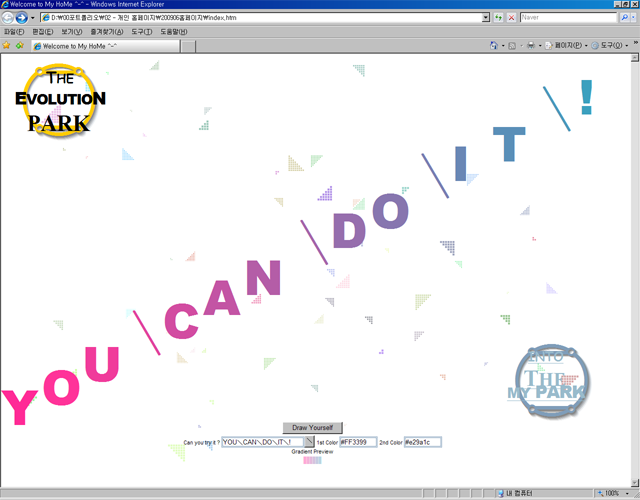 Welcome to My HoMe ^-^ - Windows Internet Explorer
D:₩00포트폴리오₩02 - 개인 홈페이지₩200906홈페이지₩index.htm
Naver
파일(F) 편집(E) 보기(V) 즐겨찾기(A) 도구(T) 도움말(H)
Welcome to My HoMe ^-^
페이지(P) 도구(O)
THE
EVOLUTION
PARK
YOU\CAN\DO\IT\!
INTO
THE
MY PARK
Draw Yourself
Can you try it ? YOU\CAN\DO\IT\! \ 1st Color #FF3399 2nd Color #e29a1c
Gradient Preview
내 컴퓨터 100%